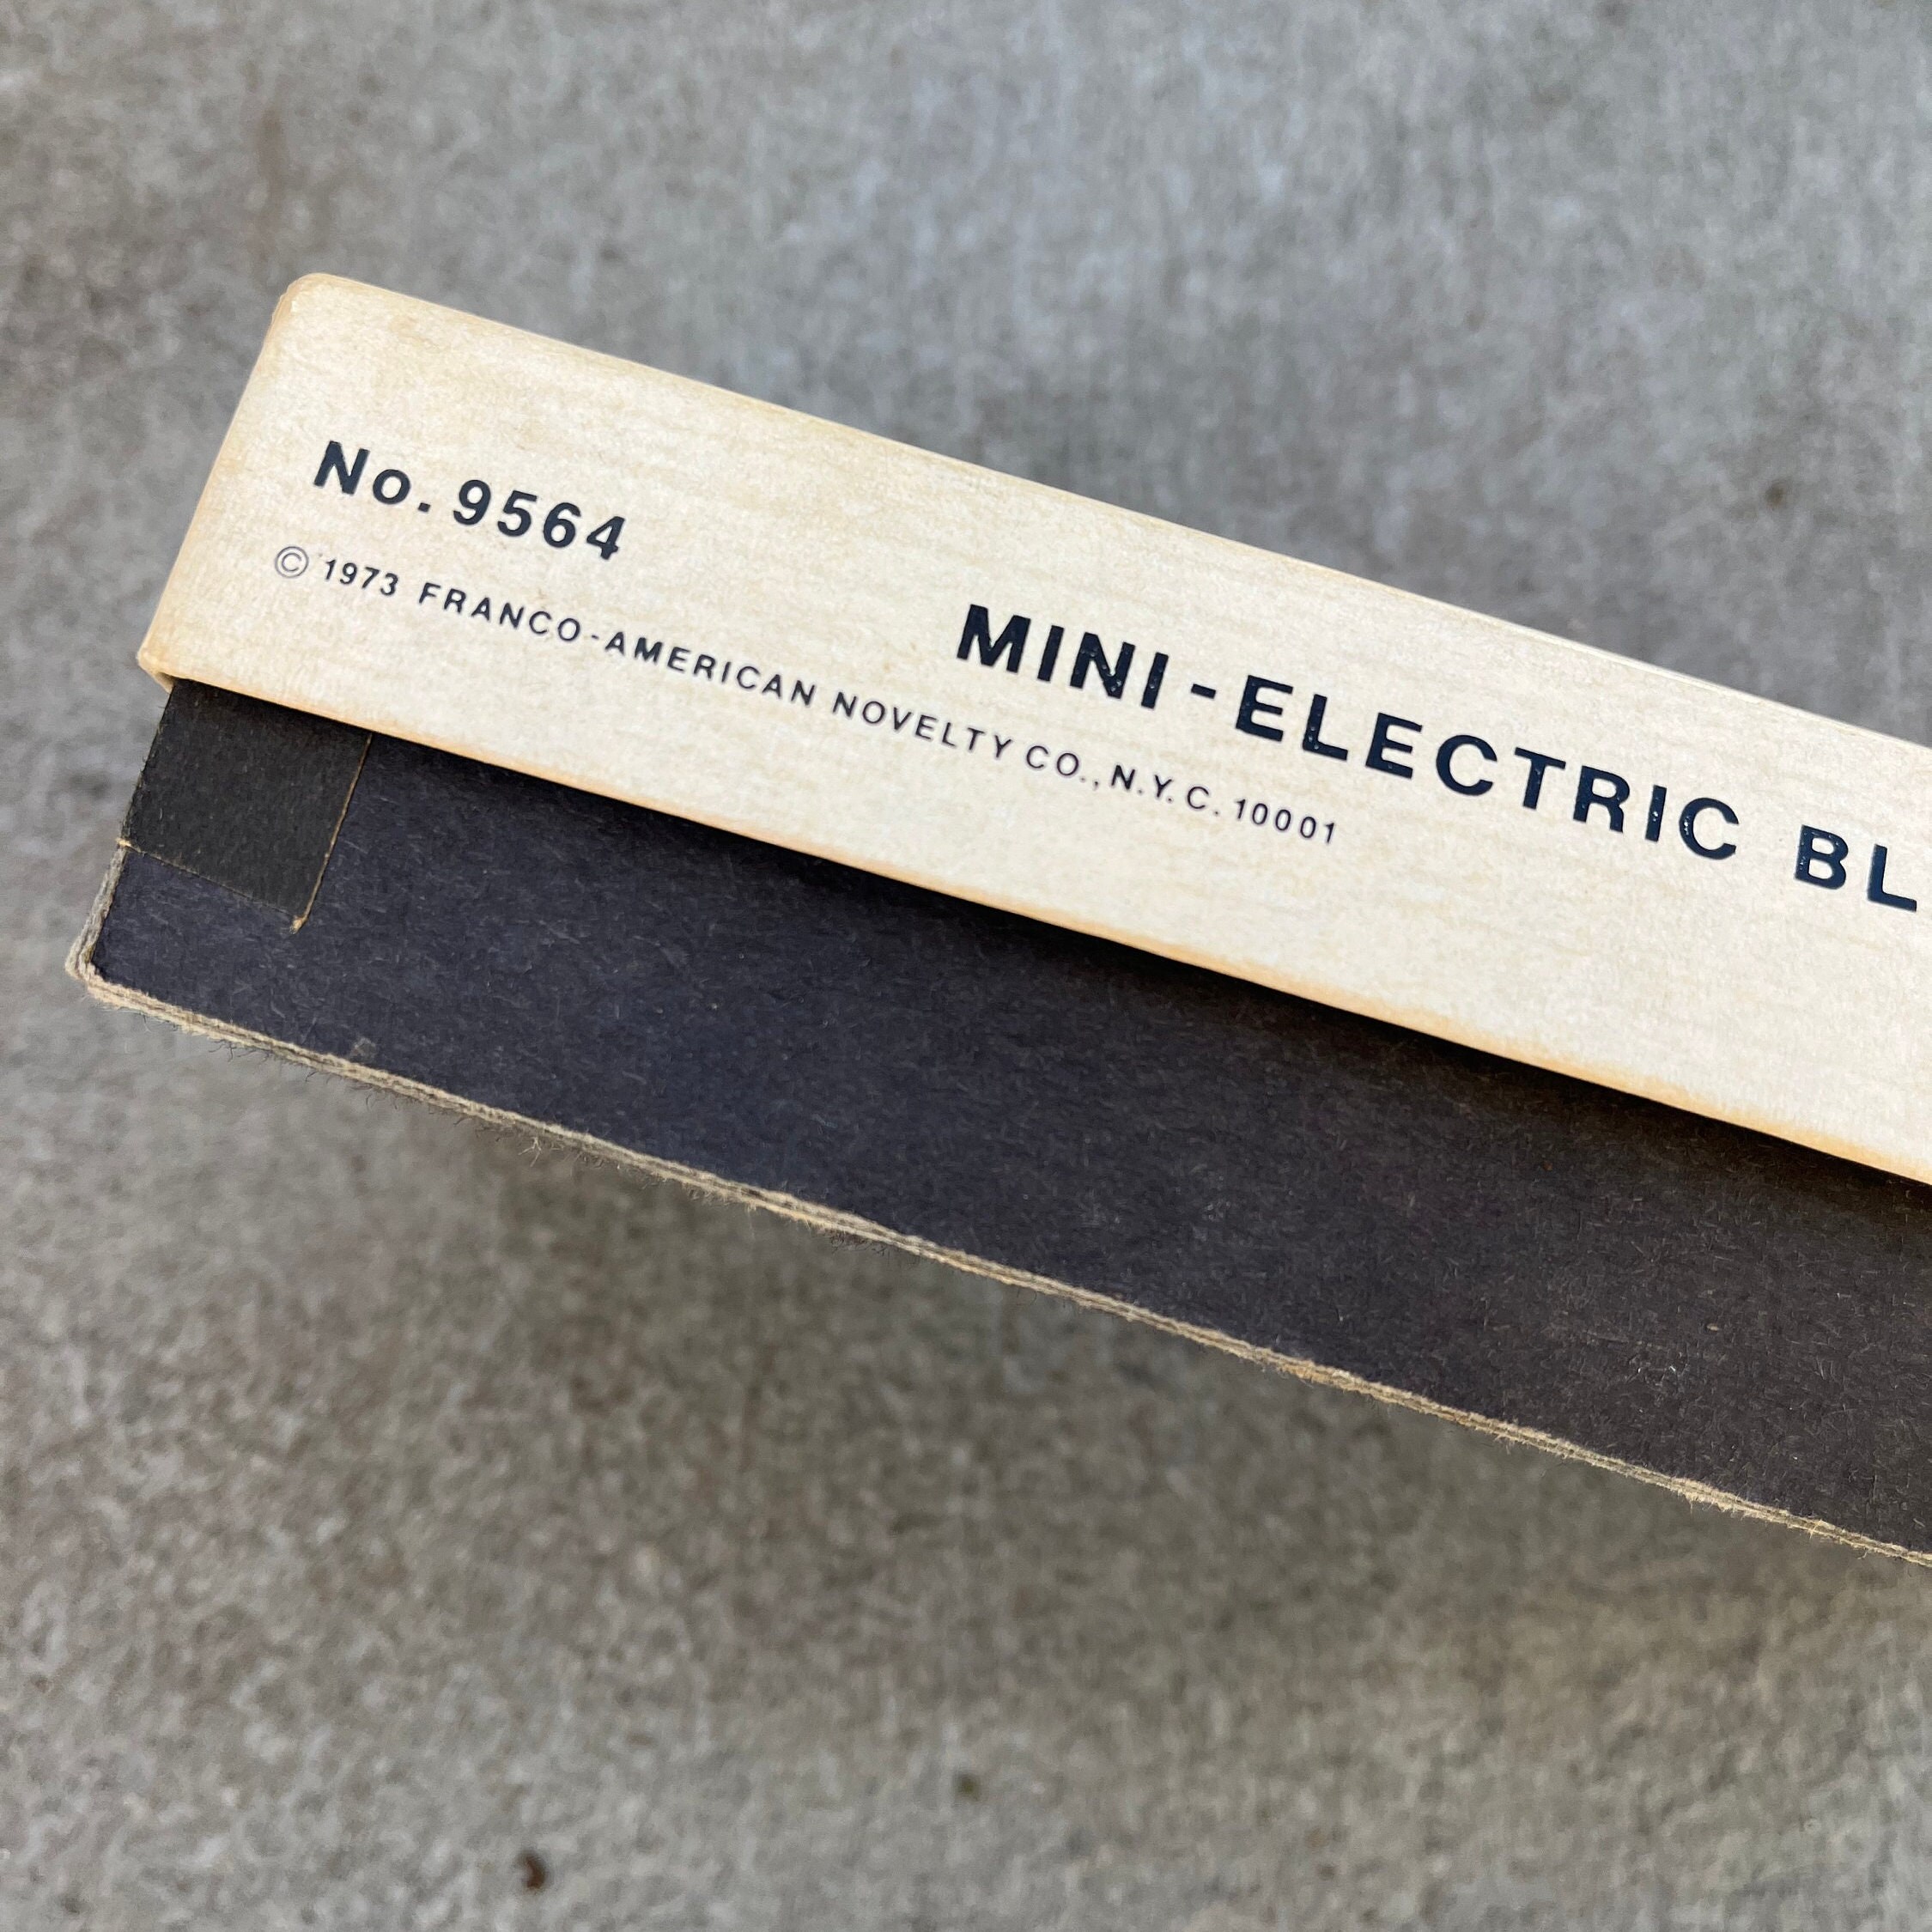 No. 9564
MINI-ELECTRIC
© 1973 FRANCO-AMERICAN NOVELTY CO., N.Y.C. 10001